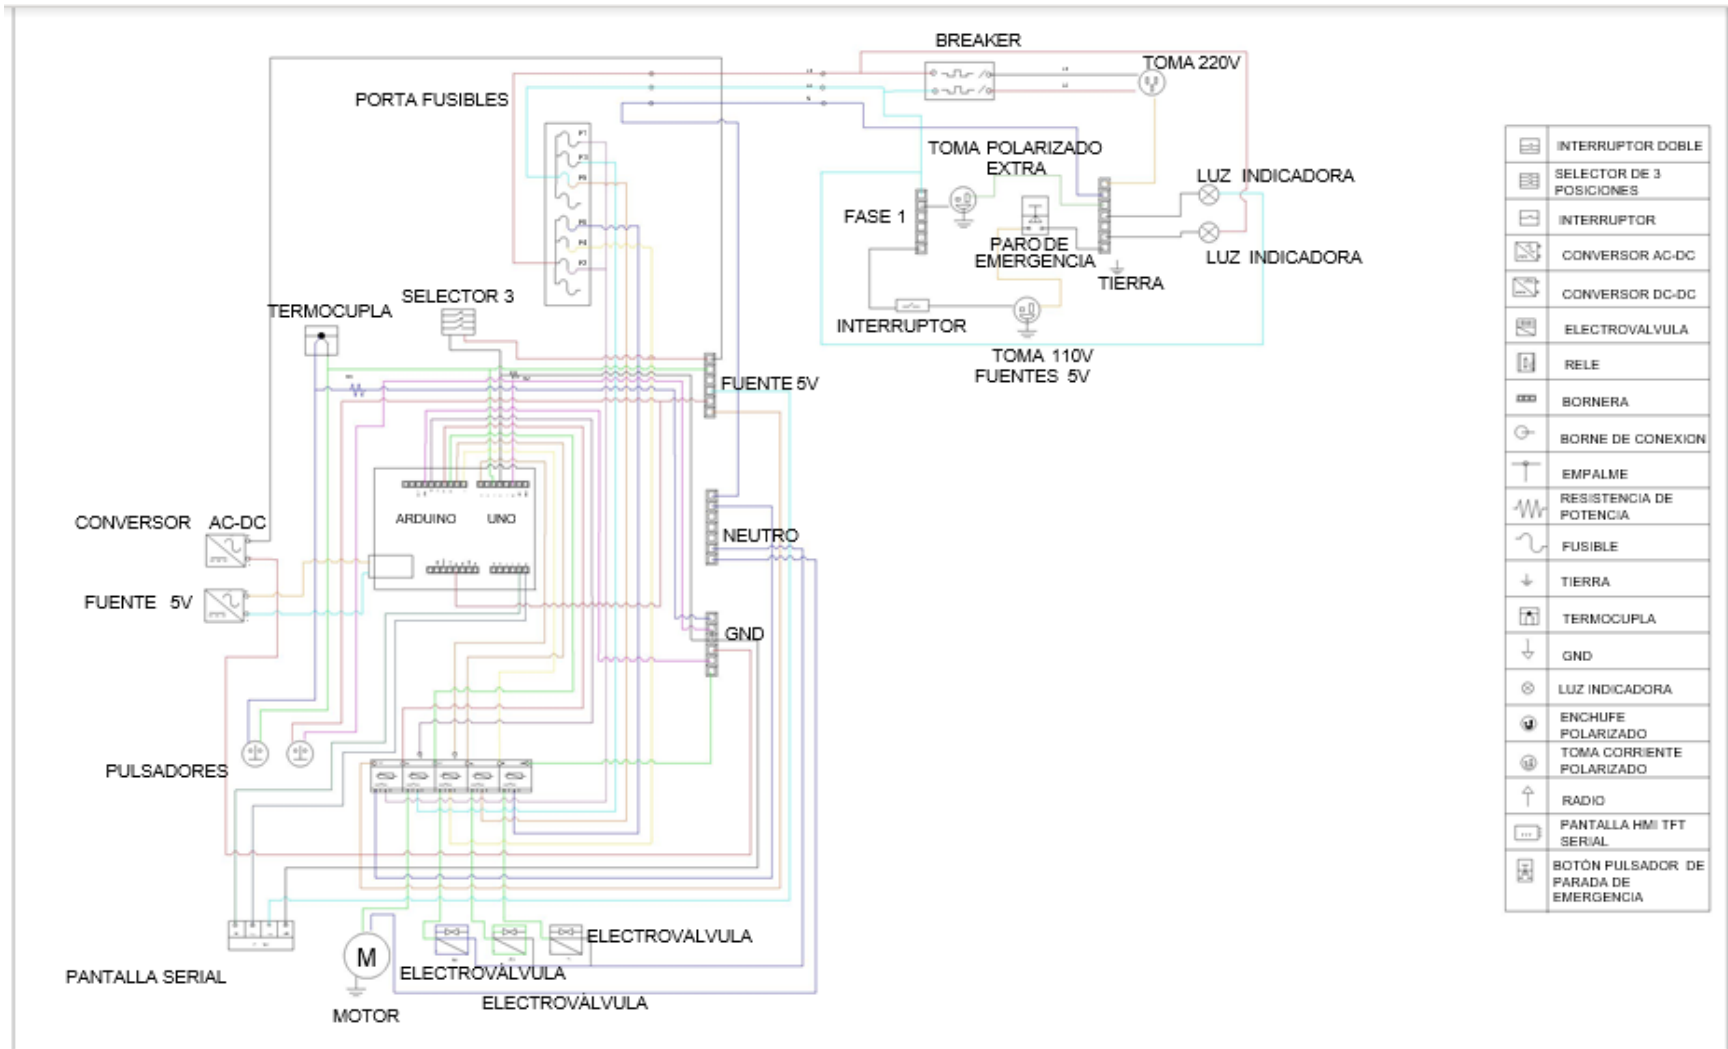 BREAKER
TOMA 220V
PORTA FUSIBLES
TOMA POLARIZADO
EXTRA
LUZ INDICADORA
FASE 1
PARO DE
EMERGENCIA
LUZ INDICADORA
TIERRA
SELECTOR 3
TERMOCUPLA
INTERRUPTOR
TOMA 110V
FUENTES 5V
FUENTE 5V
ARDUINO UNO
CONVERSOR AC-DC
NEUTRO
FUENTE 5V
GND
PULSADORES
ELECTROVALVULA
ELECTROVÁLVULA
PANTALLA SERIAL
M
ELECTROVÁLVULA
MOTOR
INTERRUPTOR DOBLE
SELECTOR DE 3
POSICIONES
INTERRUPTOR
CONVERSOR AC-DC
CONVERSOR DC-DC
ELECTROVALVULA
RELE
BORNERA
BORNE DE CONEXION
EMPALME
RESISTENCIA DE
POTENCIA
FUSIBLE
TIERRA
TERMOCUPLA
GND
LUZ INDICADORA
ENCHUFE
POLARIZADO
TOMA CORRIENTE
POLARIZADO
RADIO
PANTALLA HMI TFT
SERIAL
BOTÓN PULSADOR DE
PARADA DE
EMERGENCIA